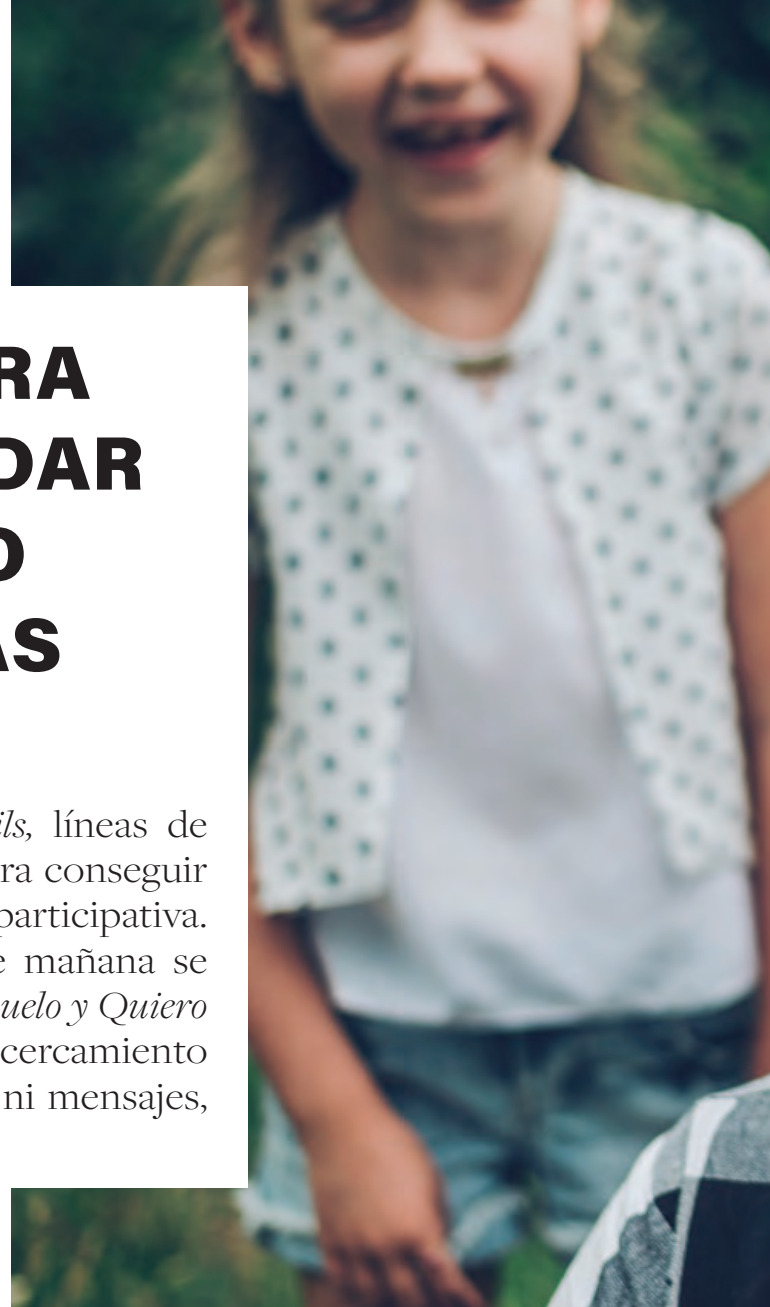 RA
DAR
O
AS
ils, líneas de
ra conseguir
participativa.
e mañana se
uelo y Quiero
cercamiento
ni mensajes,